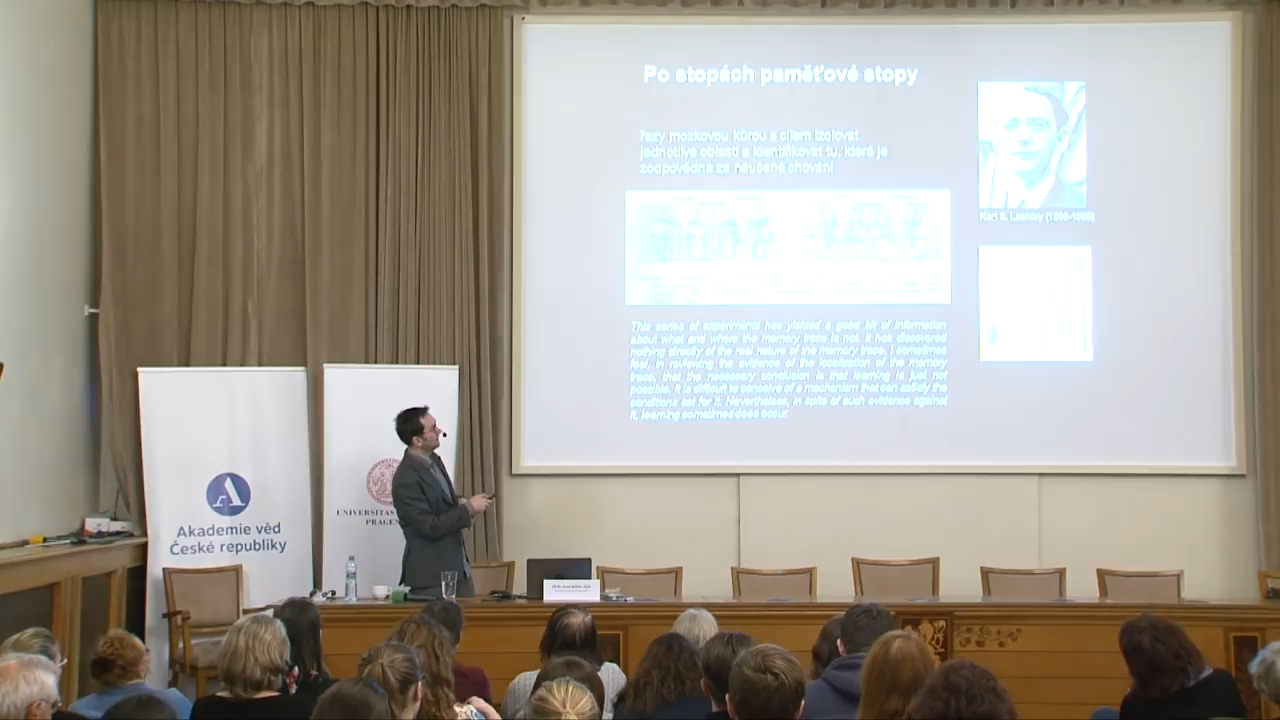 Po stopách paměťové stopy
řezy mozkovou kůrou s cílem izolovat
jednotlivé oblasti a identifikovat tu, která je
zodpovědná za naučené chování
Karl S. Lashley
This series of experiments has yielded a good bit of information
about what and where the memory trace is not. It has discovered
nothing directly of the real nature of the memory trace. I sometimes
feel, in reviewing the evidence of the localization of the memory
trace, that the necessary conclusion is that learning is just not
possible. It is difficult to conceive of a mechanism that can satisfy the
conditions set for it. Nevertheless, in spite of such evidence against
it, learning sometimes does occur.
Akademie věd
České republiky
UNIVERSITAS